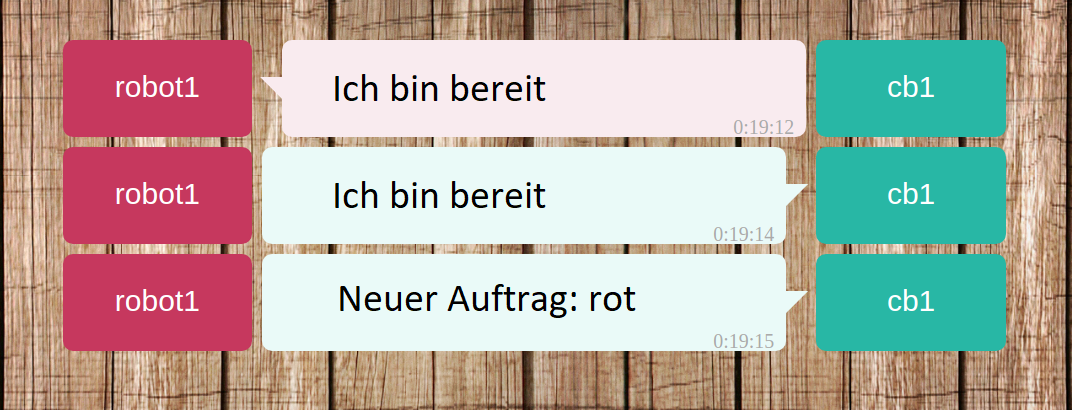 robot1 Ich bin bereit cb1
0:19:12
robot1 Ich bin bereit cb1
0:19:14
robot1 Neuer Auftrag: rot cb1
0:19:15